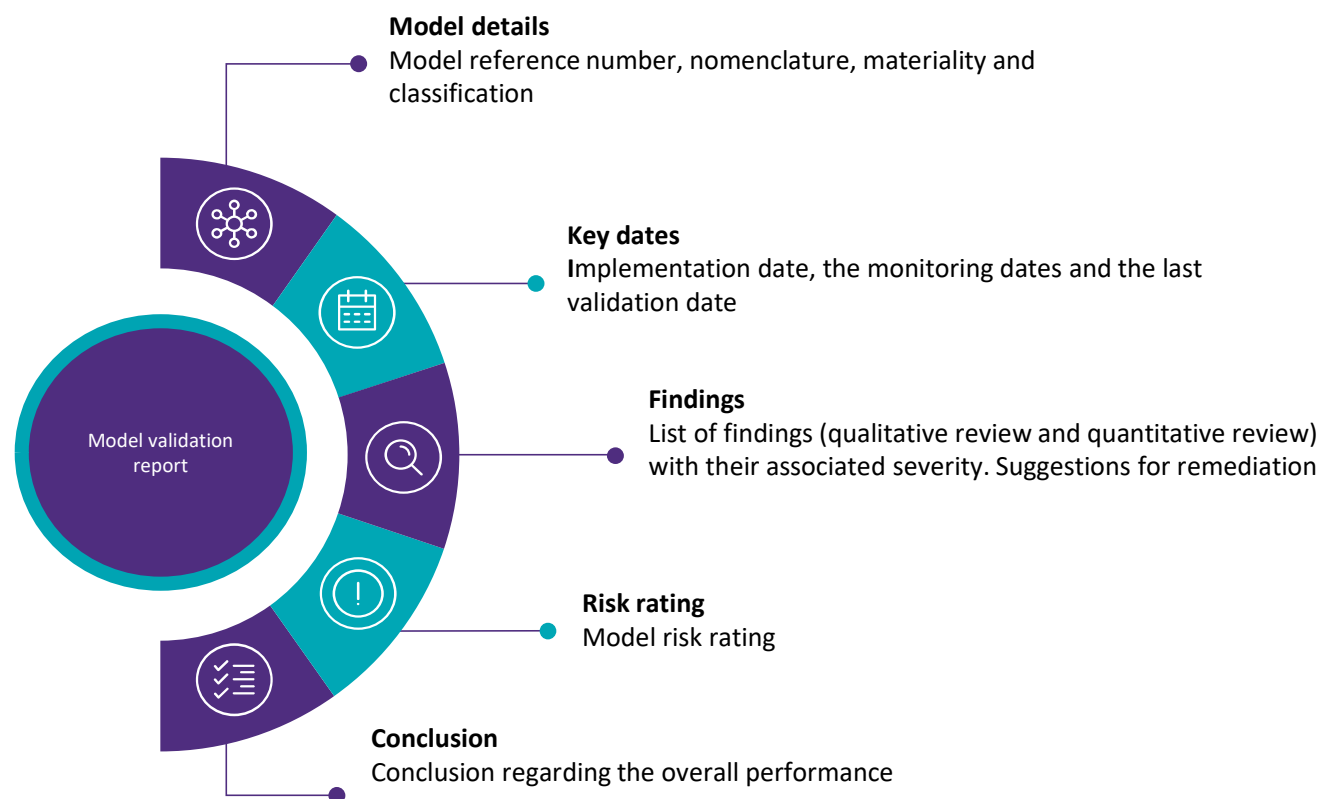 Model details
Model reference number, nomenclature, materiality and
classification
Key dates
Implementation date, the monitoring dates and the last
validation date
Findings
List of findings (qualitative review and quantitative review)
with their associated severity. Suggestions for remediation
Model validation
report
Risk rating
Model risk rating
Conclusion
Conclusion regarding the overall performance